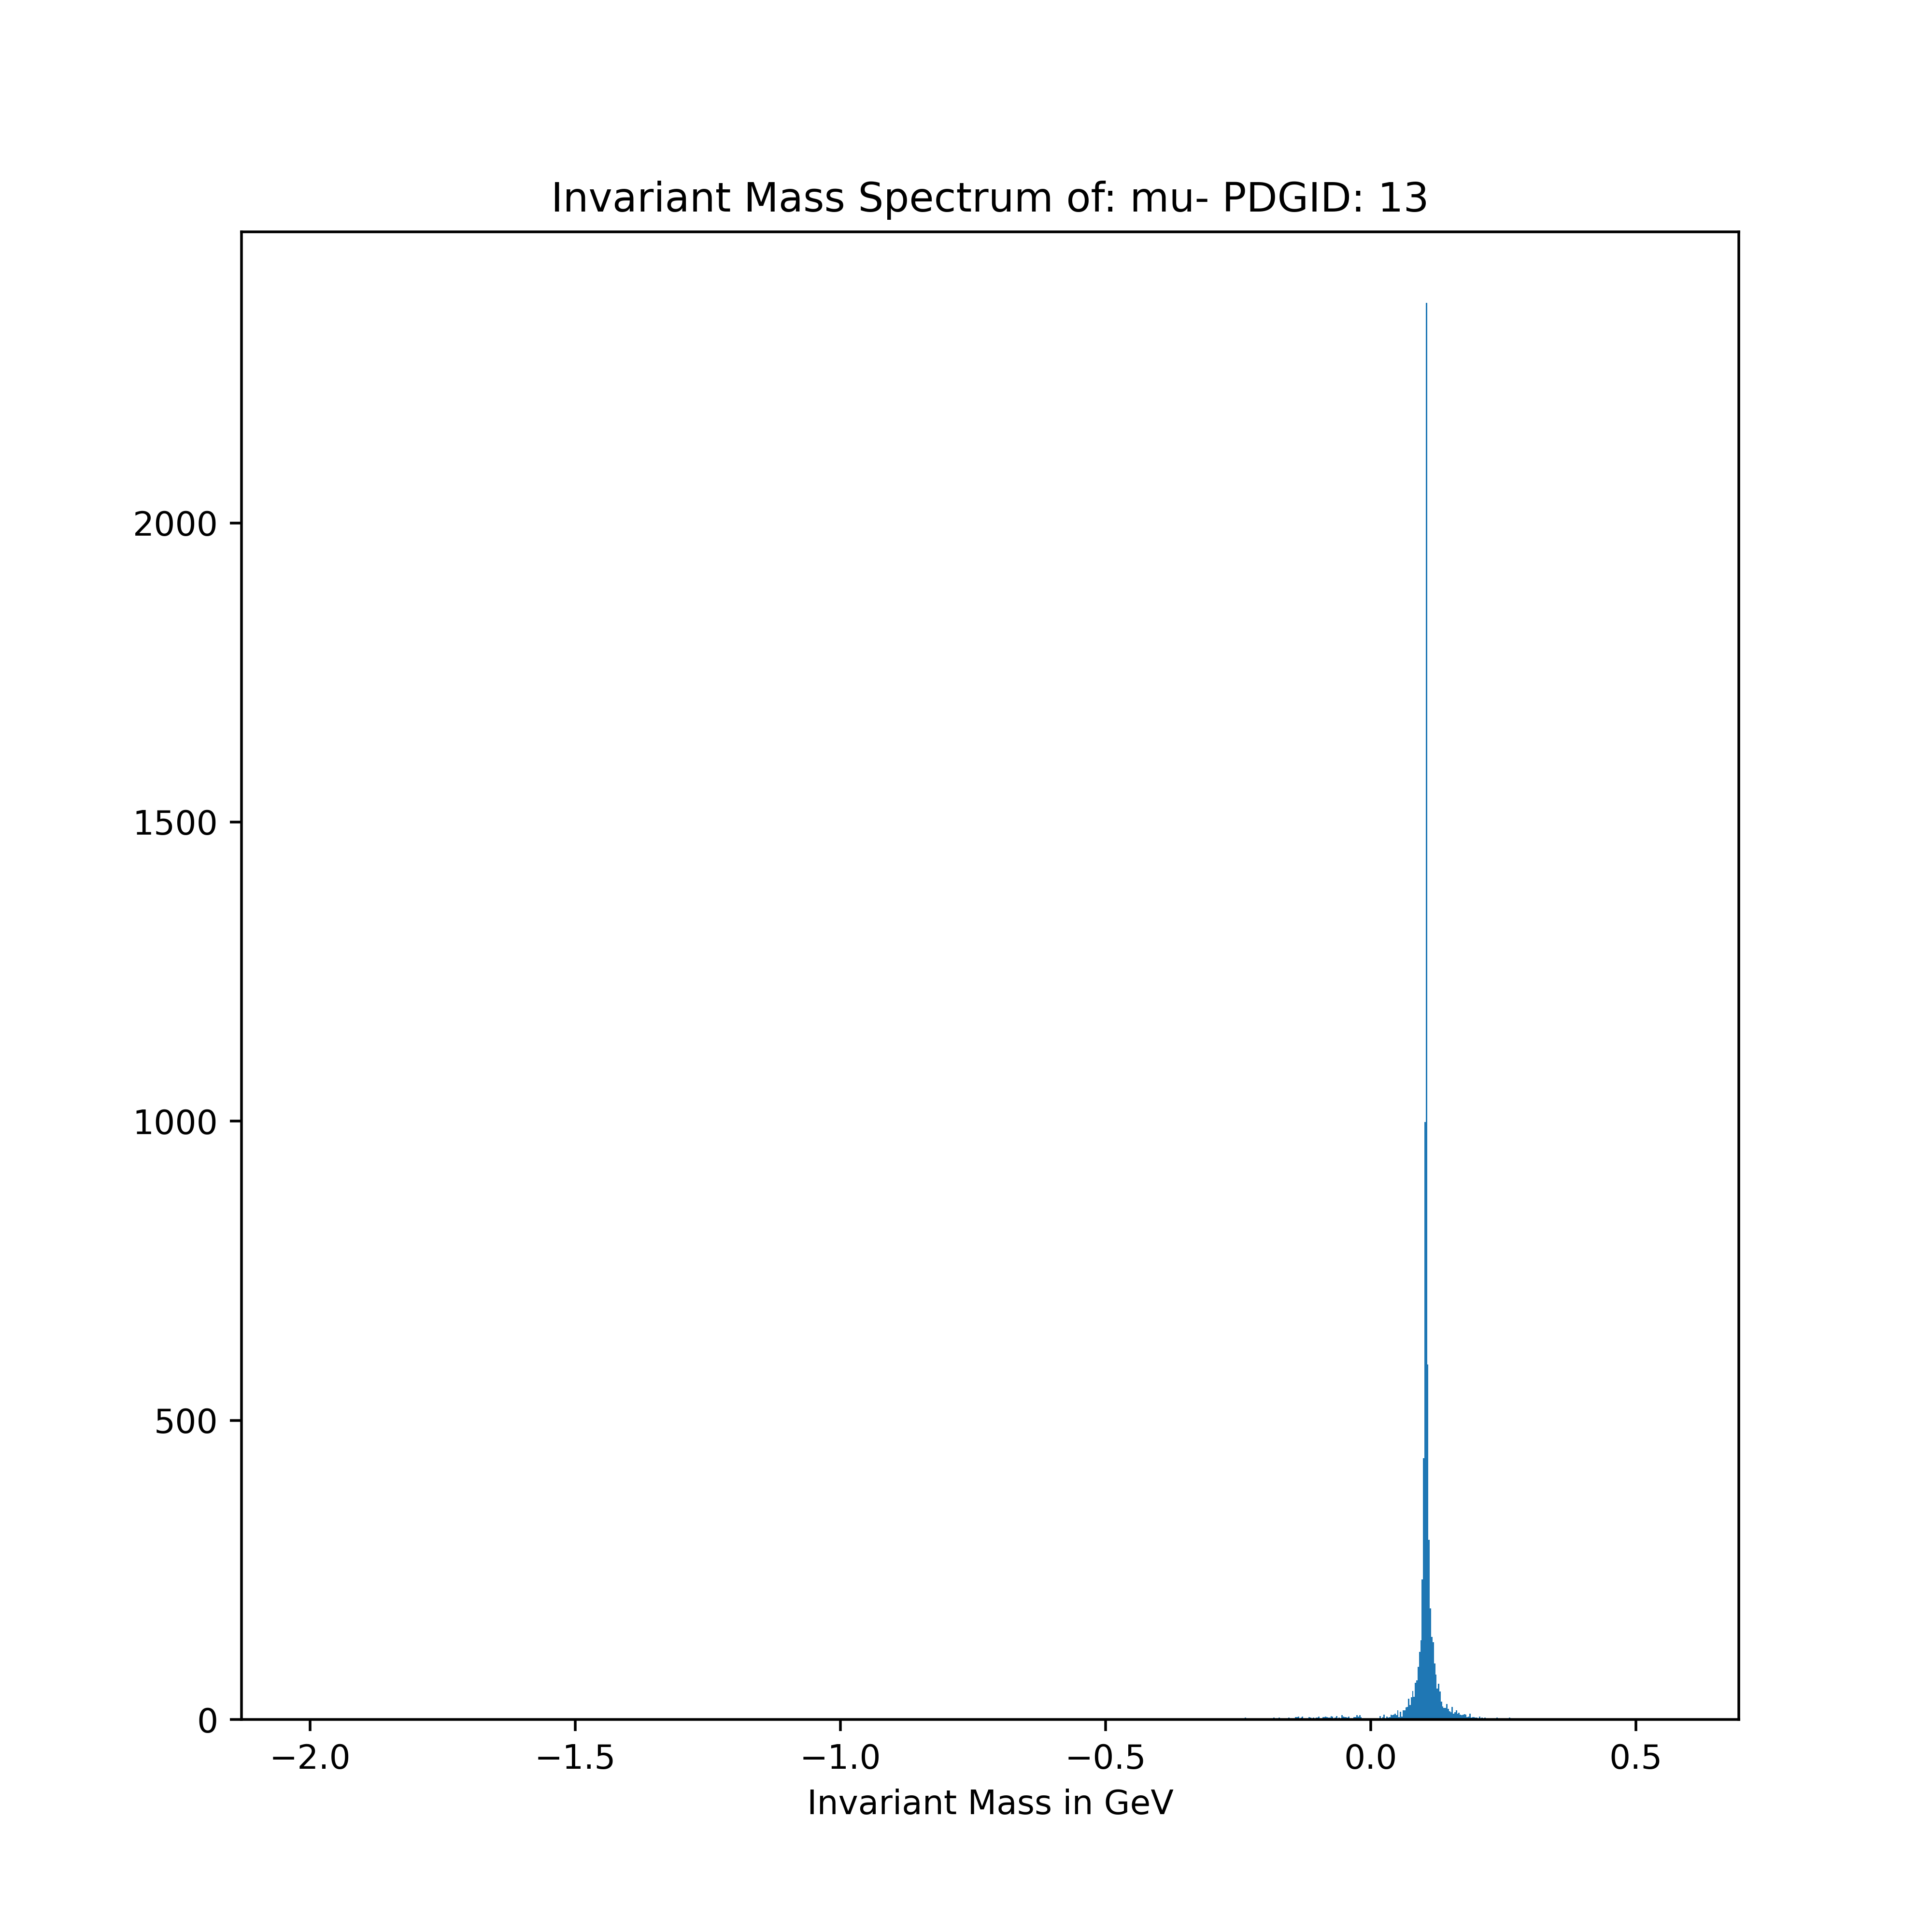 Invariant Mass Spectrum of: mu- PDGID: 13
2000
1500
1000
500
0
−2.0 −1.5 −1.0 −0.5 0.0 0.5
Invariant Mass in GeV